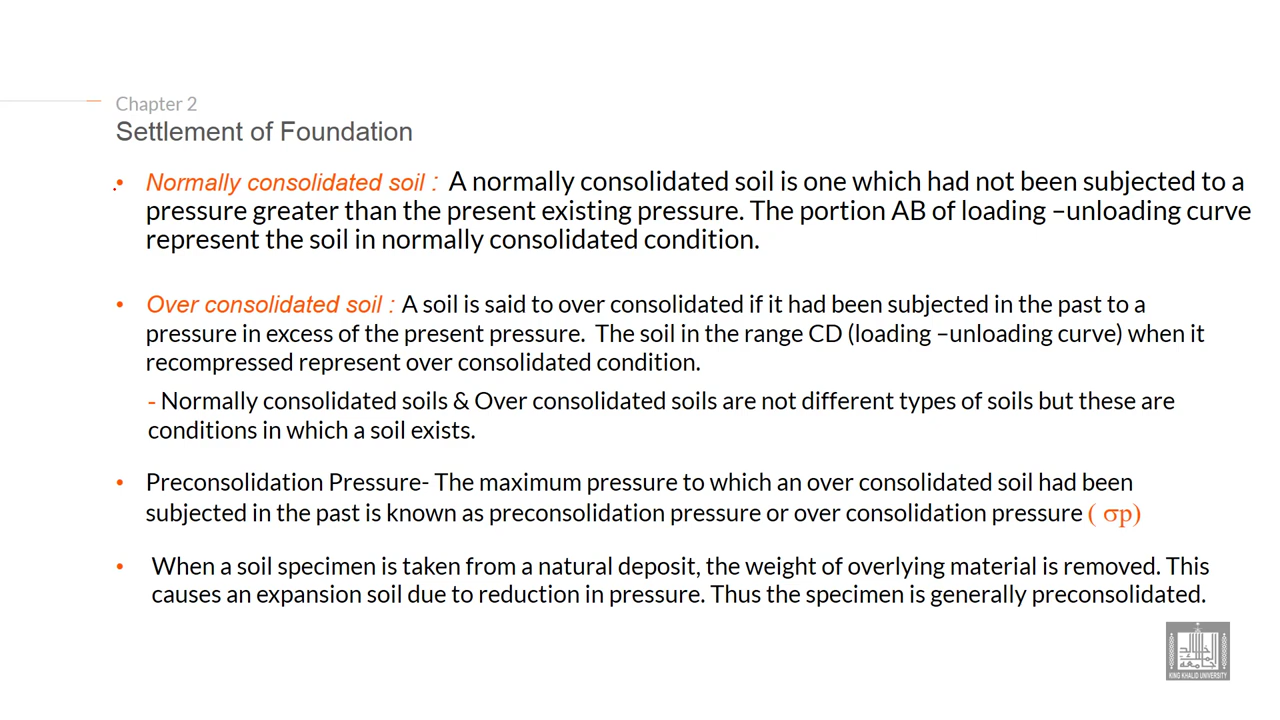 Chapter 2
Settlement of Foundation
• Normally consolidated soil : A normally consolidated soil is one which had not been subjected to a
pressure greater than the present existing pressure. The portion AB of loading –unloading curve
represent the soil in normally consolidated condition.
• Over consolidated soil : A soil is said to over consolidated if it had been subjected in the past to a
pressure in excess of the present pressure. The soil in the range CD (loading –unloading curve) when it
recompressed represent over consolidated condition.
- Normally consolidated soils & Over consolidated soils are not different types of soils but these are
conditions in which a soil exists.
• Preconsolidation Pressure- The maximum pressure to which an over consolidated soil had been
subjected in the past is known as preconsolidation pressure or over consolidation pressure ( σp)
• When a soil specimen is taken from a natural deposit, the weight of overlying material is removed. This
causes an expansion soil due to reduction in pressure. Thus the specimen is generally preconsolidated.
KING KHALID UNIVERSITY